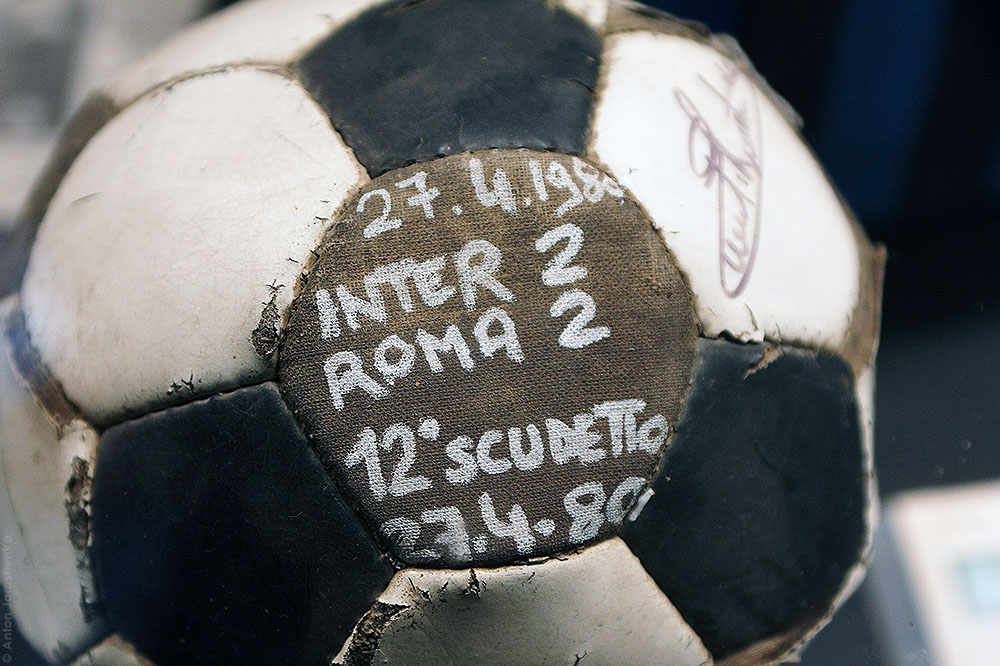 27.4.1980
INTER 2
ROMA 2
12° SCUDETTO
27.4-80